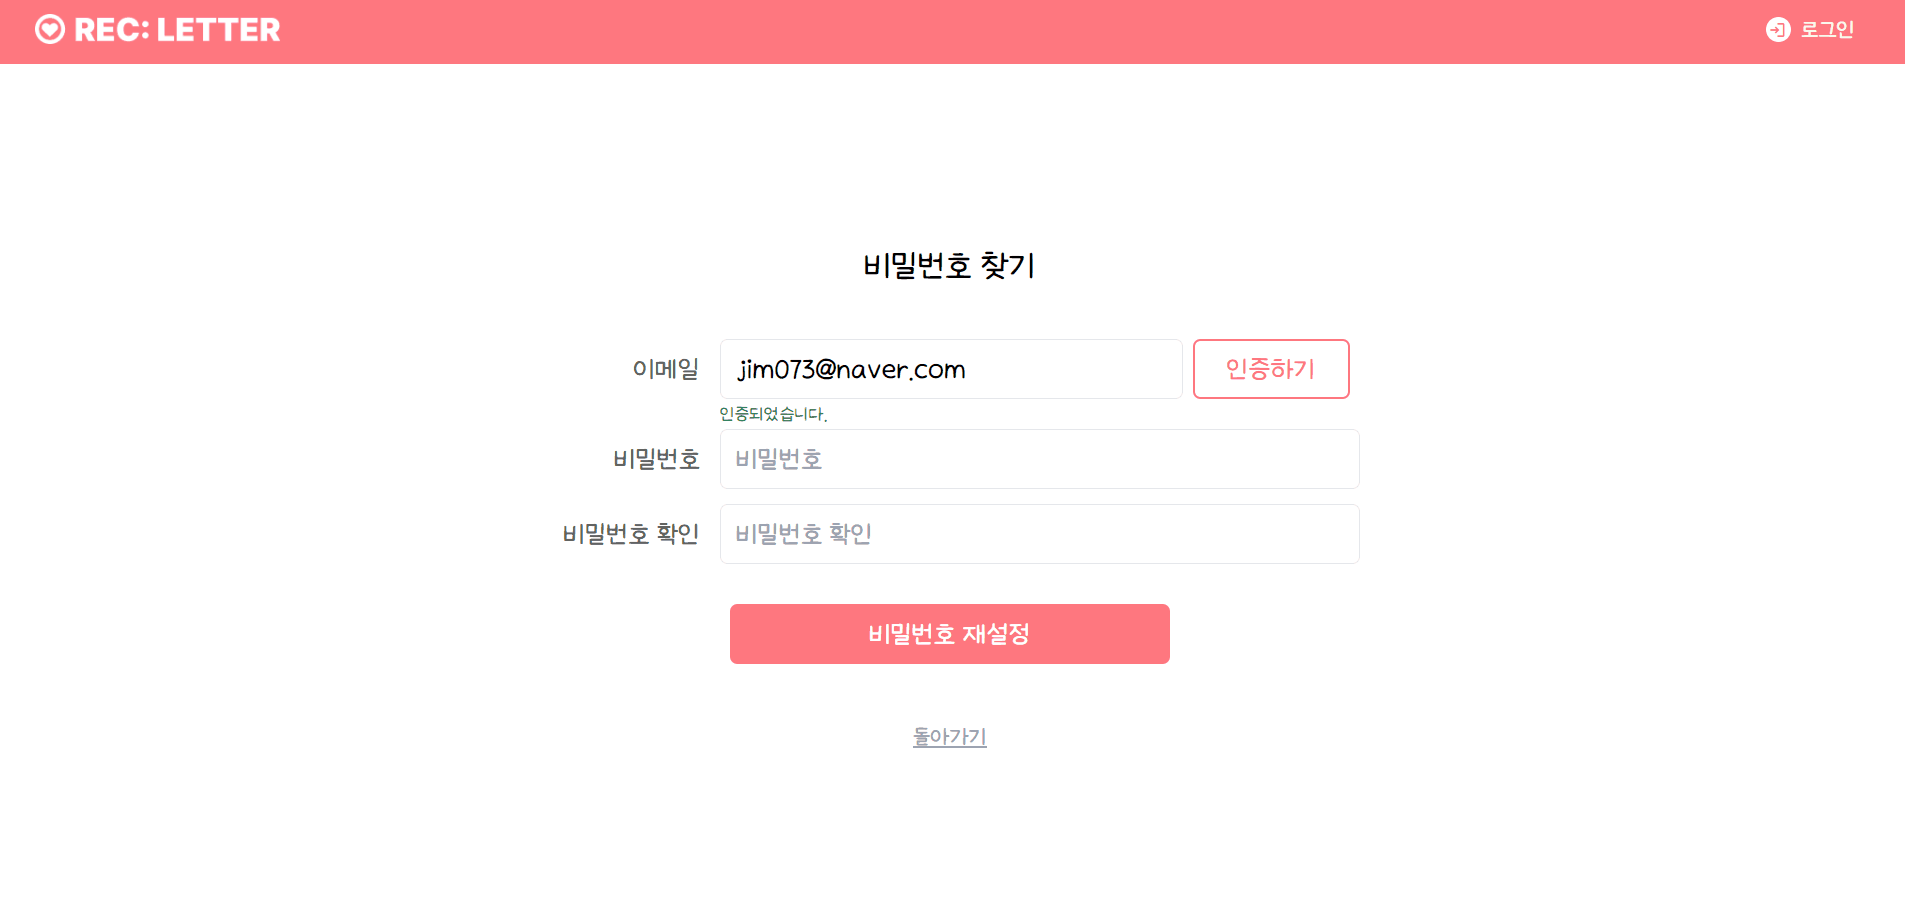 REC: LETTER
로그인
비밀번호 찾기
이메일
jim073@naver.com
인증하기
인증되었습니다.
비밀번호
비밀번호
비밀번호 확인
비밀번호 확인
비밀번호 재설정
돌아가기